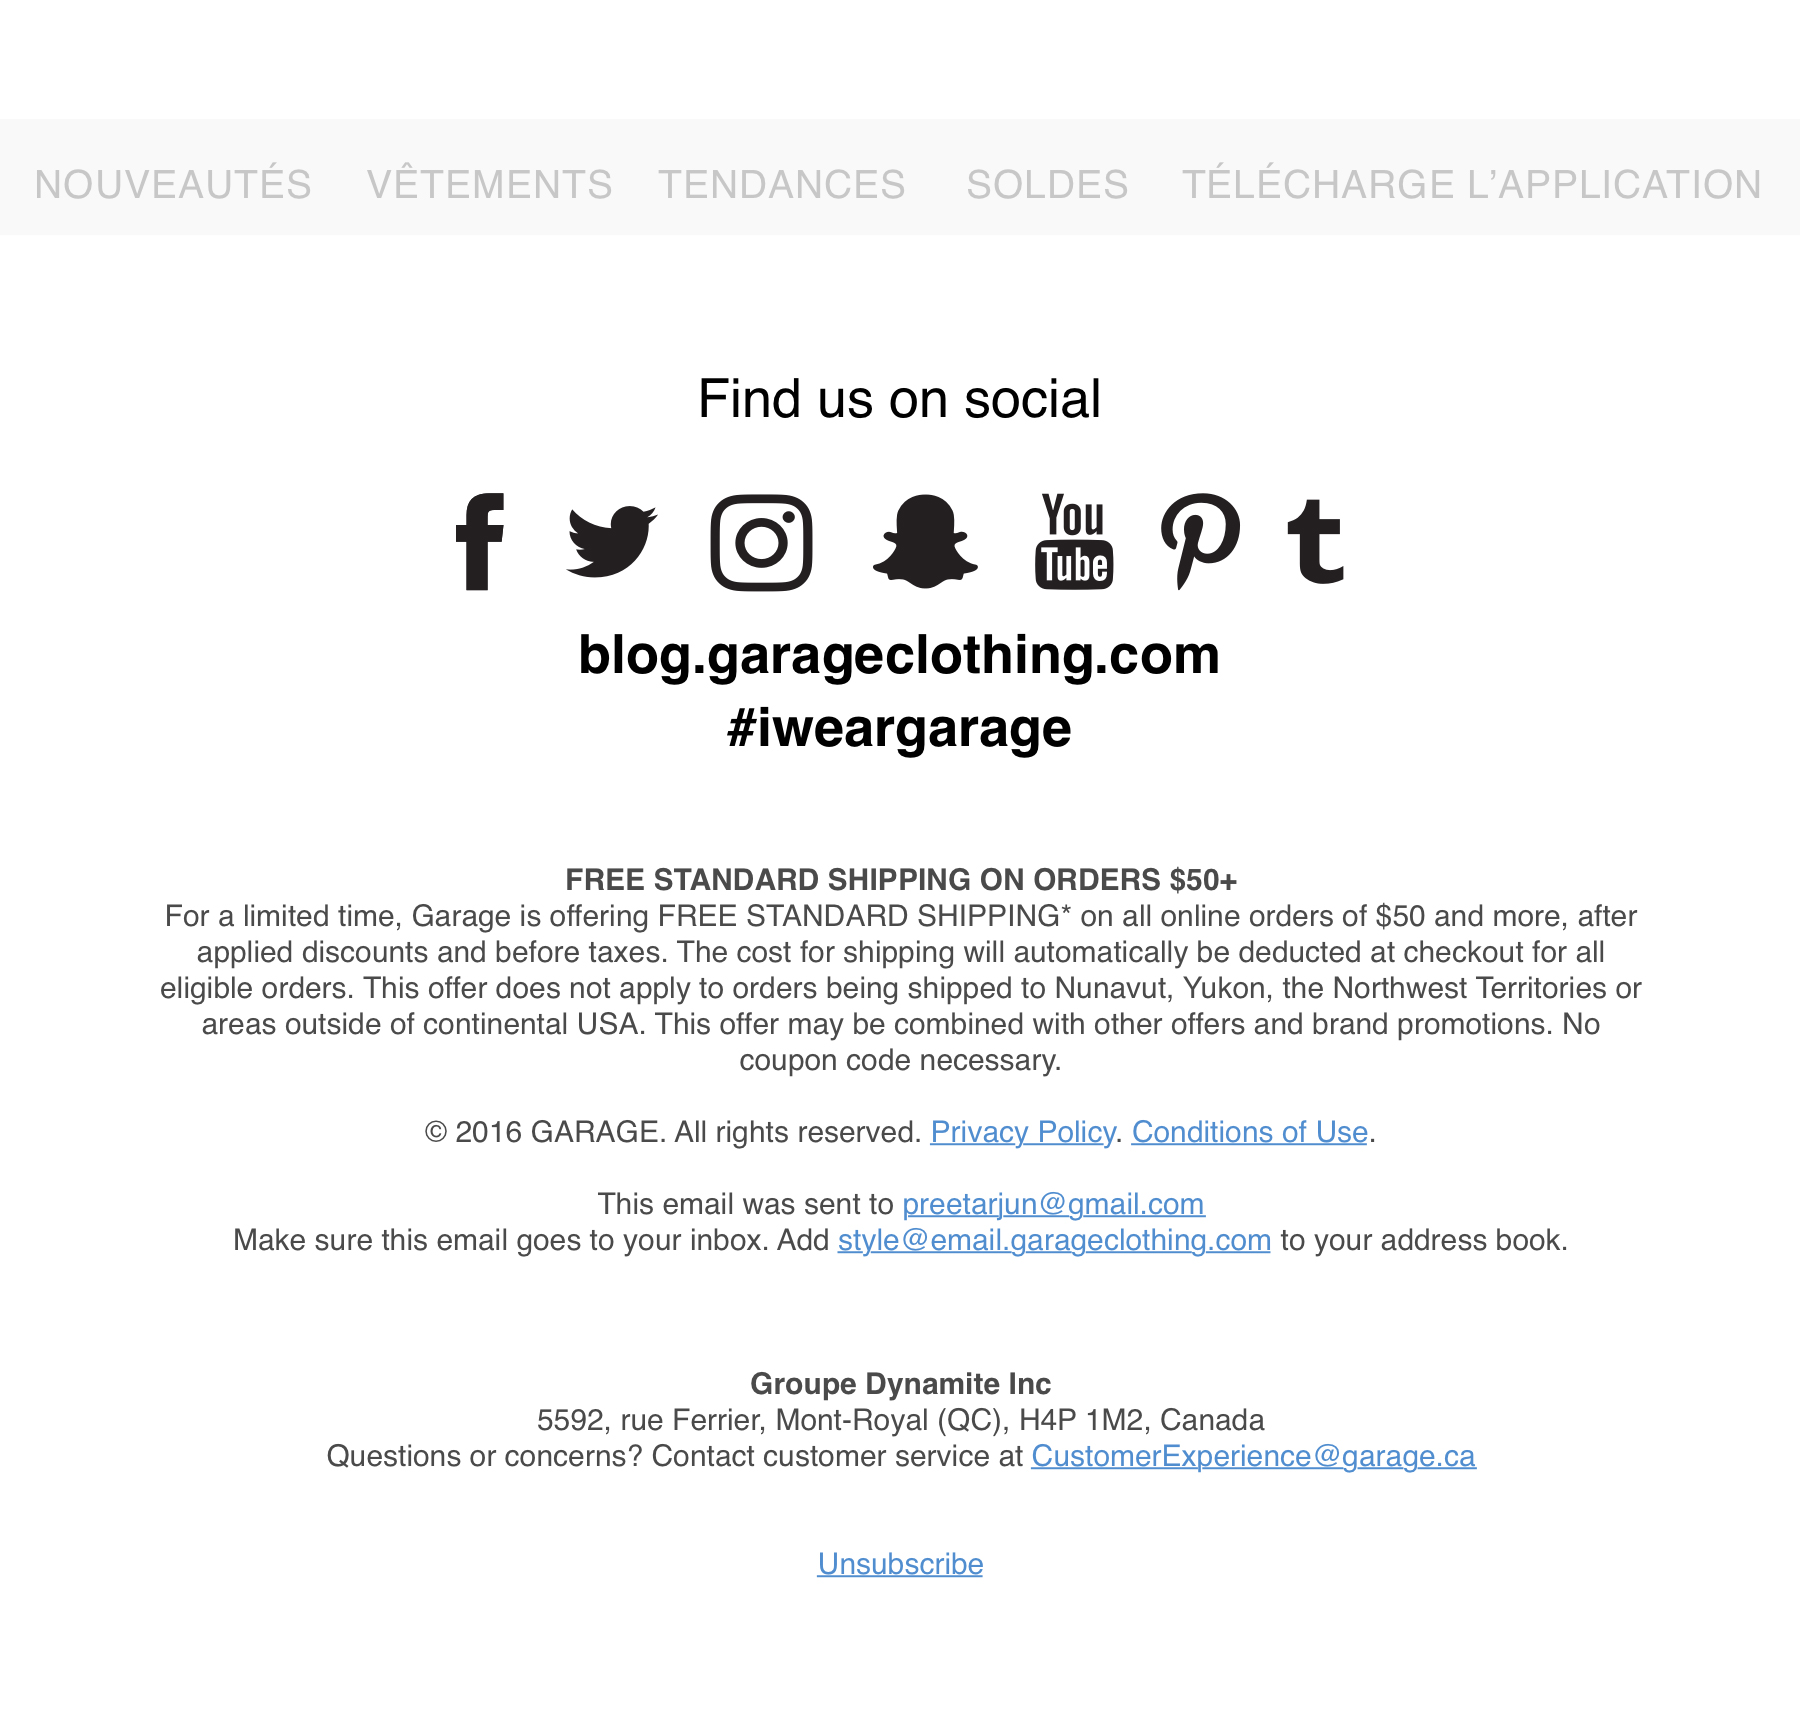 NOUVEAUTÉS VÊTEMENTS TENDANCES SOLDES TÉLÉCHARGE L’APPLICATION
Find us on social
f You Tube t
blog.garageclothing.com
#iweargarage
FREE STANDARD SHIPPING ON ORDERS $50+
For a limited time, Garage is offering FREE STANDARD SHIPPING* on all online orders of $50 and more, after
applied discounts and before taxes. The cost for shipping will automatically be deducted at checkout for all
eligible orders. This offer does not apply to orders being shipped to Nunavut, Yukon, the Northwest Territories or
areas outside of continental USA. This offer may be combined with other offers and brand promotions. No
coupon code necessary.
© 2016 GARAGE. All rights reserved. Privacy Policy. Conditions of Use.
This email was sent to preetarjun@gmail.com
Make sure this email goes to your inbox. Add style@email.garageclothing.com to your address book.
Groupe Dynamite Inc
5592, rue Ferrier, Mont-Royal (QC), H4P 1M2, Canada
Questions or concerns? Contact customer service at CustomerExperience@garage.ca
Unsubscribe